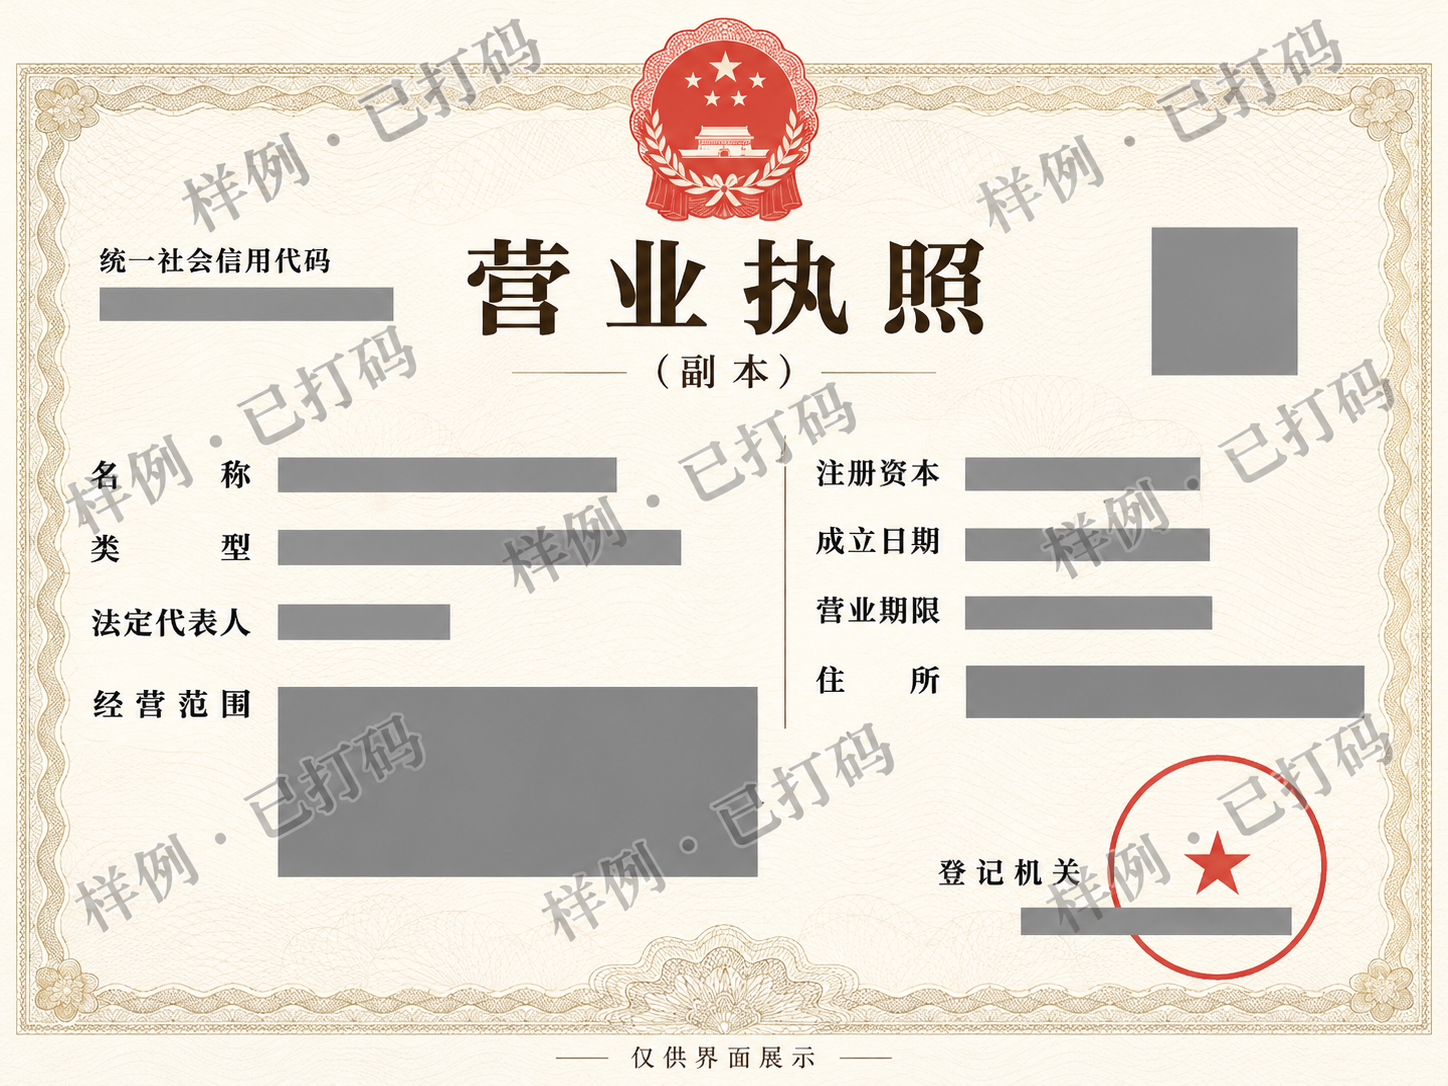 样例·已打码
样例·已打码
统一社会信用代码
营业执照
（副本）
样例·已打码
样例·已打码
样例·已打码
名称
类型
法定代表人
经营范围
注册资本
成立日期
营业期限
住所
样例·已打码
样例·已打码
样例·已打码
登记机关
仅供界面展示